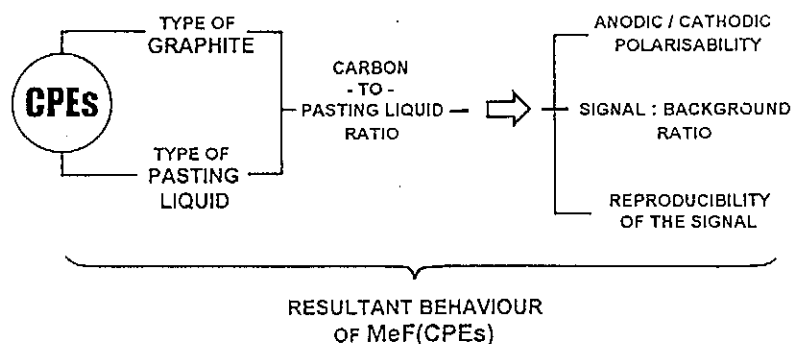 CPEs
TYPE OF
GRAPHITE
TYPE OF
PASTING
LIQUID
CARBON
- TO -
PASTING LIQUID
RATIO
ANODIC / CATHODIC
POLARISABILITY
SIGNAL : BACKGROUND
RATIO
REPRODUCIBILITY
OF THE SIGNAL
RESULTANT BEHAVIOUR
OF MeF(CPEs)